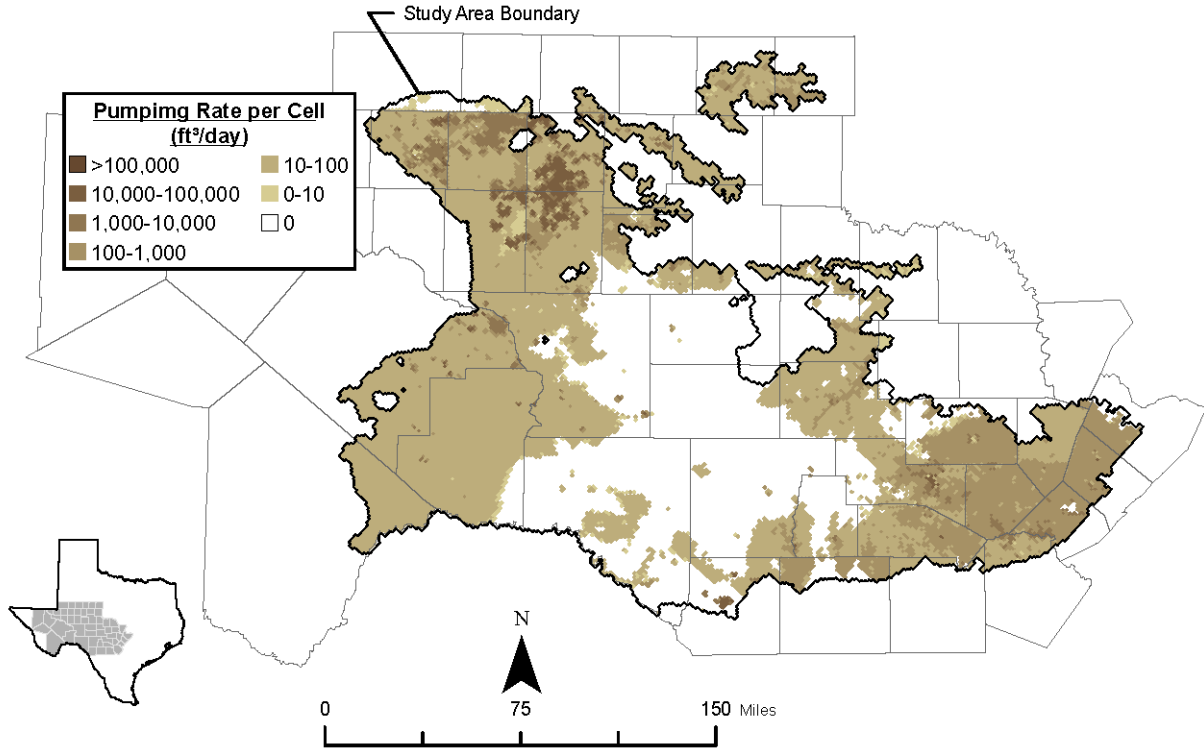 Study Area Boundary
Pumpimg Rate per Cell
(ft³/day)
>100,000
10,000-100,000
1,000-10,000
100-1,000
10-100
0-10
0
N
0 75 150 Miles